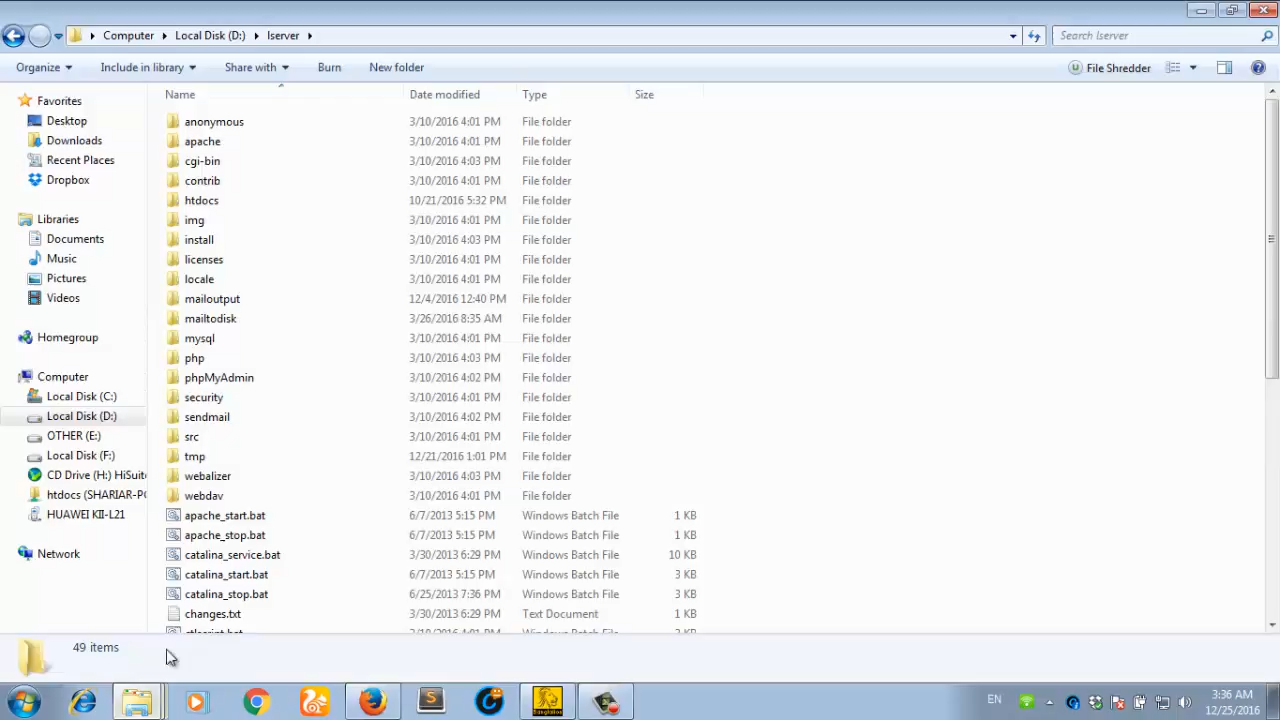 Computer Local Disk (D:) lserver Search lserver
Organize Include in library Share with Burn New folder File Shredder
Name Date modified Type Size
Favorites
Desktop
Downloads
Recent Places
Dropbox
Libraries
Documents
Music
Pictures
Videos
Homegroup
Computer
Local Disk (C:)
Local Disk (D:)
OTHER (E:)
Local Disk (F:)
CD Drive (H:) HiSuite
htdocs (SHARIAR-PC
HUAWEI KII-L21
Network
anonymous 3/10/2016 4:01 PM File folder
apache 3/10/2016 4:01 PM File folder
cgi-bin 3/10/2016 4:03 PM File folder
contrib 3/10/2016 4:01 PM File folder
htdocs 10/21/2016 5:32 PM File folder
img 3/10/2016 4:01 PM File folder
install 3/10/2016 4:03 PM File folder
licenses 3/10/2016 4:01 PM File folder
locale 3/10/2016 4:01 PM File folder
mailoutput 12/4/2016 12:40 PM File folder
mailtodisk 3/26/2016 8:35 AM File folder
mysql 3/10/2016 4:01 PM File folder
php 3/10/2016 4:03 PM File folder
phpMyAdmin 3/10/2016 4:02 PM File folder
security 3/10/2016 4:01 PM File folder
sendmail 3/10/2016 4:02 PM File folder
src 3/10/2016 4:01 PM File folder
tmp 12/21/2016 1:01 PM File folder
webalizer 3/10/2016 4:03 PM File folder
webdav 3/10/2016 4:01 PM File folder
apache_start.bat 6/7/2013 5:15 PM Windows Batch File 1 KB
apache_stop.bat 6/7/2013 5:15 PM Windows Batch File 1 KB
catalina_service.bat 3/30/2013 6:29 PM Windows Batch File 10 KB
catalina_start.bat 6/7/2013 5:15 PM Windows Batch File 3 KB
catalina_stop.bat 6/25/2013 7:36 PM Windows Batch File 3 KB
changes.txt 3/30/2013 6:29 PM Text Document 1 KB
49 items
EN
3:36 AM
12/25/2016